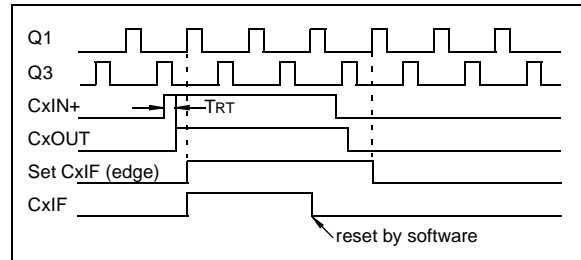 Q1
Q3
CxIN+
TRT
CxOUT
Set CxIF (edge)
CxIF
reset by software